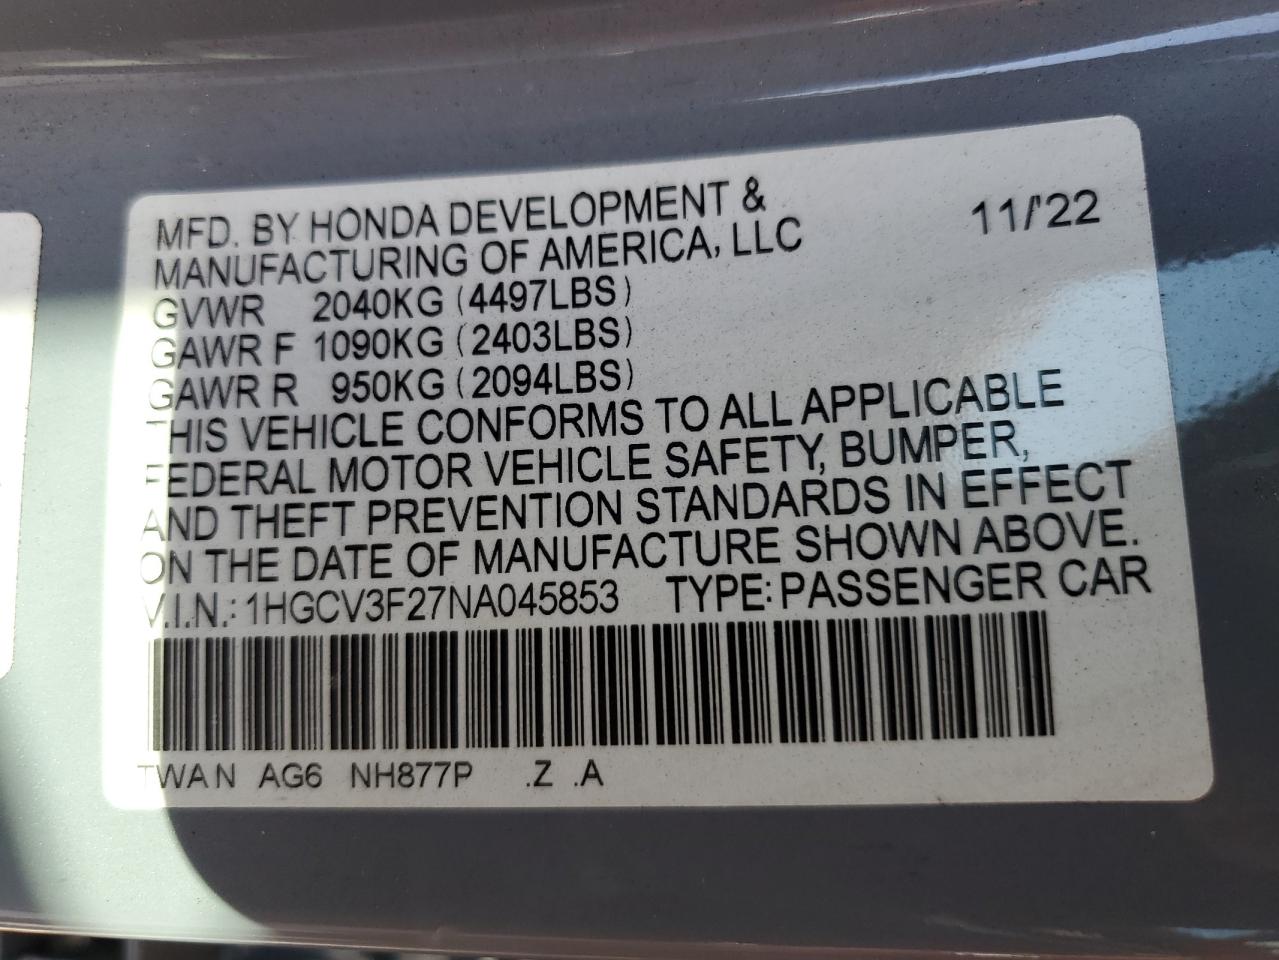 MFD. BY HONDA DEVELOPMENT & 11/'22
MANUFACTURING OF AMERICA, LLC
GVWR 2040KG (4497LBS)
GAWR F 1090KG (2403LBS)
GAWR R 950KG (2094LBS)
THIS VEHICLE CONFORMS TO ALL APPLICABLE
FEDERAL MOTOR VEHICLE SAFETY, BUMPER,
AND THEFT PREVENTION STANDARDS IN EFFECT
ON THE DATE OF MANUFACTURE SHOWN ABOVE.
V.I.N.: 1HGCV3F27NA045853 TYPE: PASSENGER CAR
TWAN AG6 NH877P .Z .A